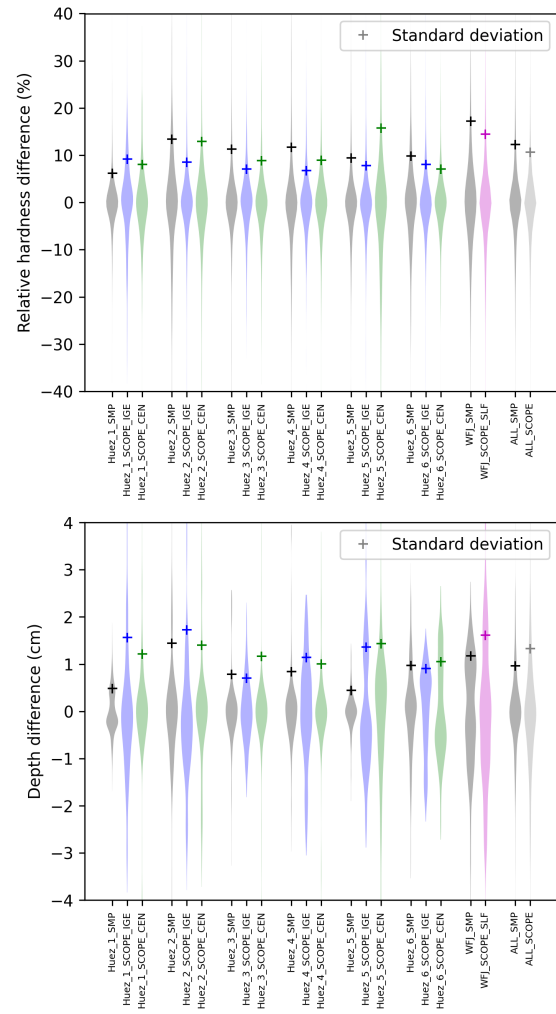 40
30
20
10
0
−10
−20
−30
−40
Relative hardness difference (%)
Standard deviation
Huez_1_SMP
Huez_1_SCOPE_IGE
Huez_1_SCOPE_CEN
Huez_2_SMP
Huez_2_SCOPE_IGE
Huez_2_SCOPE_CEN
Huez_3_SMP
Huez_3_SCOPE_IGE
Huez_3_SCOPE_CEN
Huez_4_SMP
Huez_4_SCOPE_IGE
Huez_4_SCOPE_CEN
Huez_5_SMP
Huez_5_SCOPE_IGE
Huez_5_SCOPE_CEN
Huez_6_SMP
Huez_6_SCOPE_IGE
Huez_6_SCOPE_CEN
WFJ_SMP
WFJ_SCOPE_SLF
ALL_SMP
ALL_SCOPE
4
3
2
1
0
−1
−2
−3
−4
Depth difference (cm)
Standard deviation
Huez_1_SMP
Huez_1_SCOPE_IGE
Huez_1_SCOPE_CEN
Huez_2_SMP
Huez_2_SCOPE_IGE
Huez_2_SCOPE_CEN
Huez_3_SMP
Huez_3_SCOPE_IGE
Huez_3_SCOPE_CEN
Huez_4_SMP
Huez_4_SCOPE_IGE
Huez_4_SCOPE_CEN
Huez_5_SMP
Huez_5_SCOPE_IGE
Huez_5_SCOPE_CEN
Huez_6_SMP
Huez_6_SCOPE_IGE
Huez_6_SCOPE_CEN
WFJ_SMP
WFJ_SCOPE_SLF
ALL_SMP
ALL_SCOPE